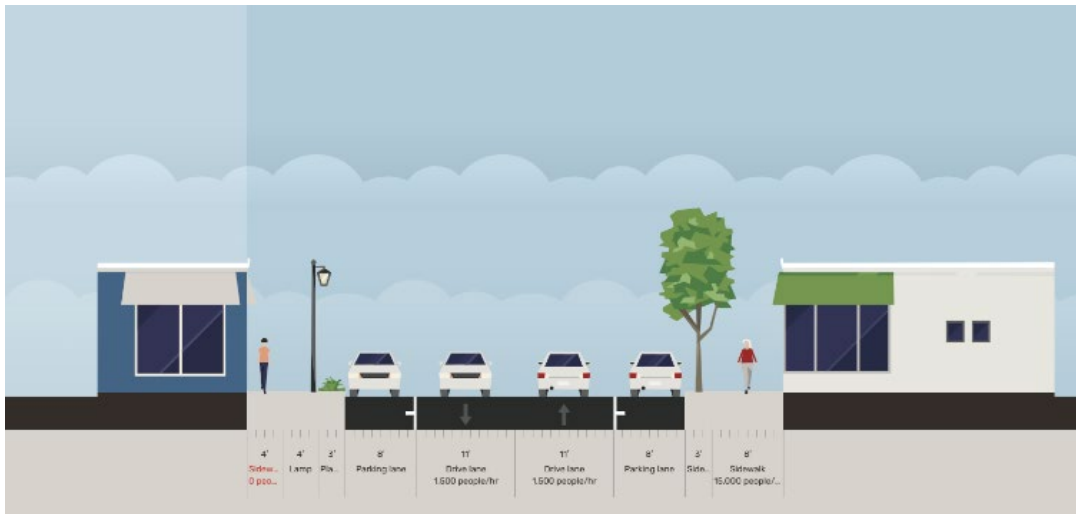 4'
Sidew...
0 peo...
4'
Lamp
3'
Pla...
8'
Parking lane
11'
Drive lane
1,500 people/hr
11'
Drive lane
1,500 people/hr
8'
Parking lane
3'
Side...
8'
Sidewalk
15,000 people/...